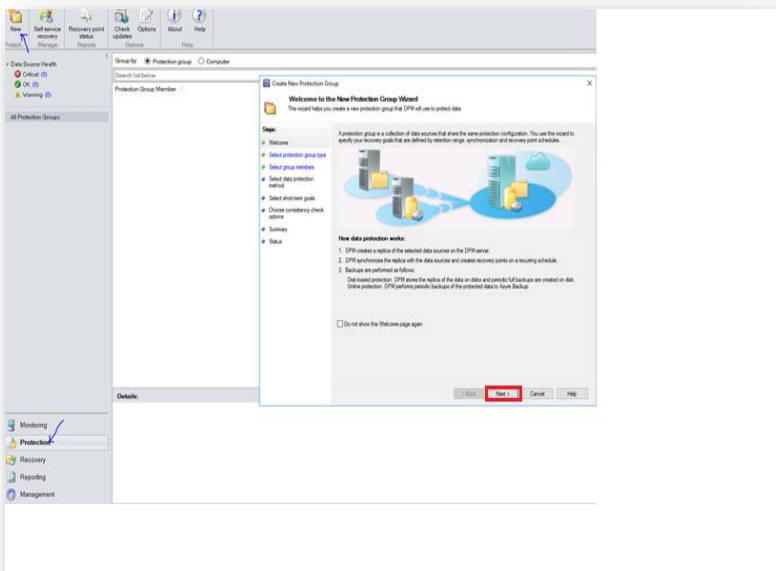 New
Self service
recovery
Recovery point
status
Check
updates
Options
About
Help
Protect
Manage
Reports
Options
Help
Data Source Health
Critical (0)
OK (0)
Warning (0)
All Protection Groups
Group by: Protection group Computer
Search list below
Protection Group Member
Create New Protection Group
X
Welcome to the New Protection Group Wizard
The wizard helps you create a new protection group that DPM will use to protect data.
Steps:
Welcome
Select protection group type
Select group members
Select data protection
method
Select short-term goals
Choose consistency check
options
Summary
Status
A protection group is a collection of data sources that share the same protection configuration. You use this wizard to
specify your recovery goals that are defined by retention range, synchronization and recovery point schedules.
How data protection works:
1. DPM creates a replica of the selected data sources on the DPM server.
2. DPM synchronizes the replica with the data sources and creates recovery points on a recurring schedule.
3. Backups are performed as follows:
Disk-based protection: DPM stores the replica of the data on disks and periodic full backups are created on disk.
Online protection: DPM performs periodic backups of the protected data to Azure Backup.
Do not show this Welcome page again
< Back
Next >
Cancel
Help
Details:
Monitoring
Protection
Recovery
Reporting
Management